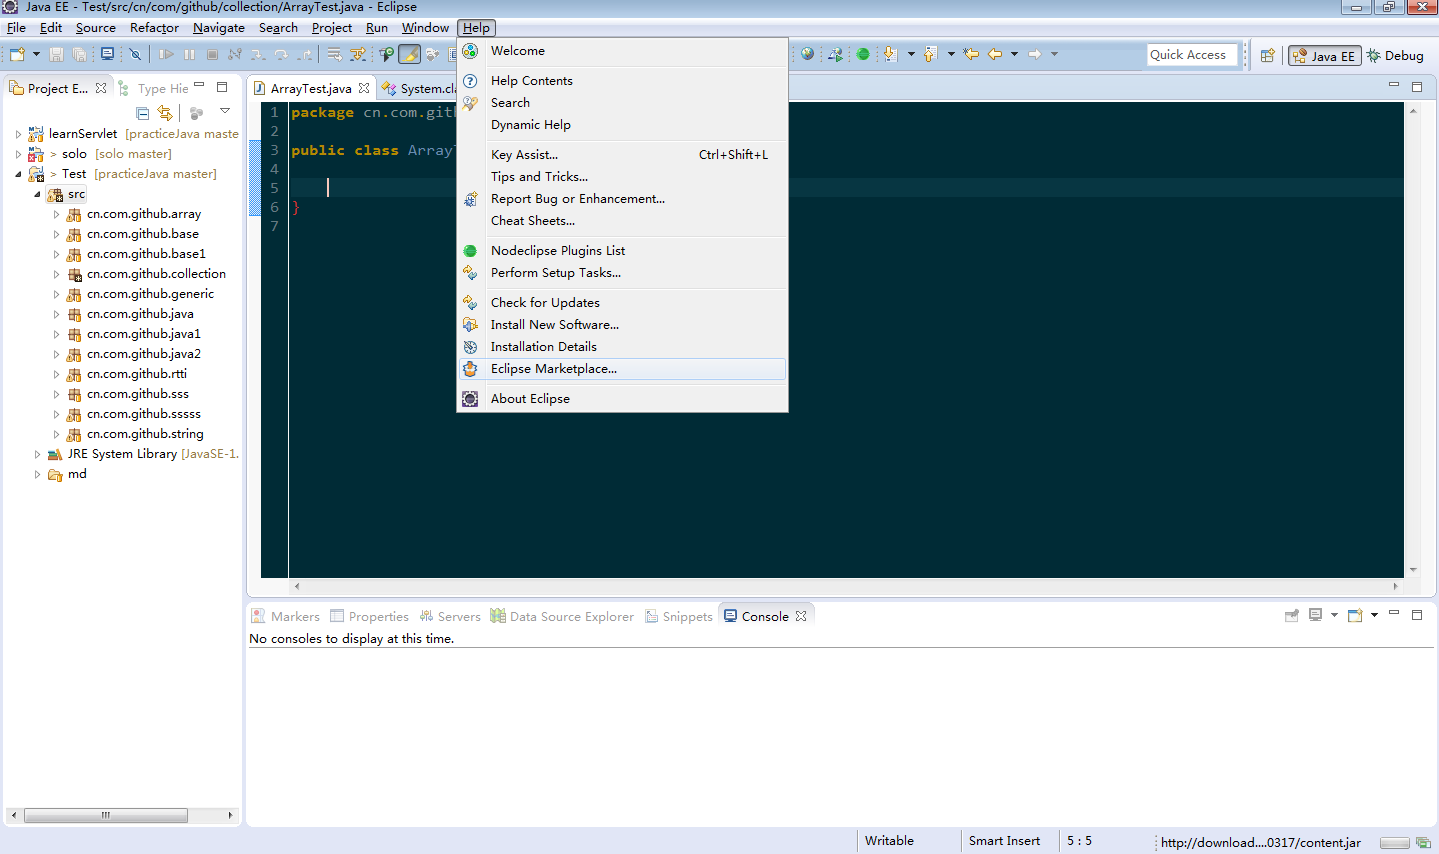 Java EE - Test/src/cn/com/github/collection/ArrayTest.java - Eclipse
File Edit Source Refactor Navigate Search Project Run Window Help
Quick Access
Java EE
Debug
Project E...
Type Hie
learnServlet [practiceJava maste
> solo [solo master]
> Test [practiceJava master]
src
cn.com.github.array
cn.com.github.base
cn.com.github.base1
cn.com.github.collection
cn.com.github.generic
cn.com.github.java
cn.com.github.java1
cn.com.github.java2
cn.com.github.rtti
cn.com.github.sss
cn.com.github.sssss
cn.com.github.string
JRE System Library [JavaSE-1.
md
ArrayTest.java
System.cla
1 package cn.com.gith
2
3 public class ArrayT
4
5
6 }
7
Welcome
Help Contents
Search
Dynamic Help
Key Assist... Ctrl+Shift+L
Tips and Tricks...
Report Bug or Enhancement...
Cheat Sheets...
Nodeclipse Plugins List
Perform Setup Tasks...
Check for Updates
Install New Software...
Installation Details
Eclipse Marketplace...
About Eclipse
Markers Properties Servers Data Source Explorer Snippets Console
No consoles to display at this time.
Writable
Smart Insert
5 : 5
http://download....0317/content.jar